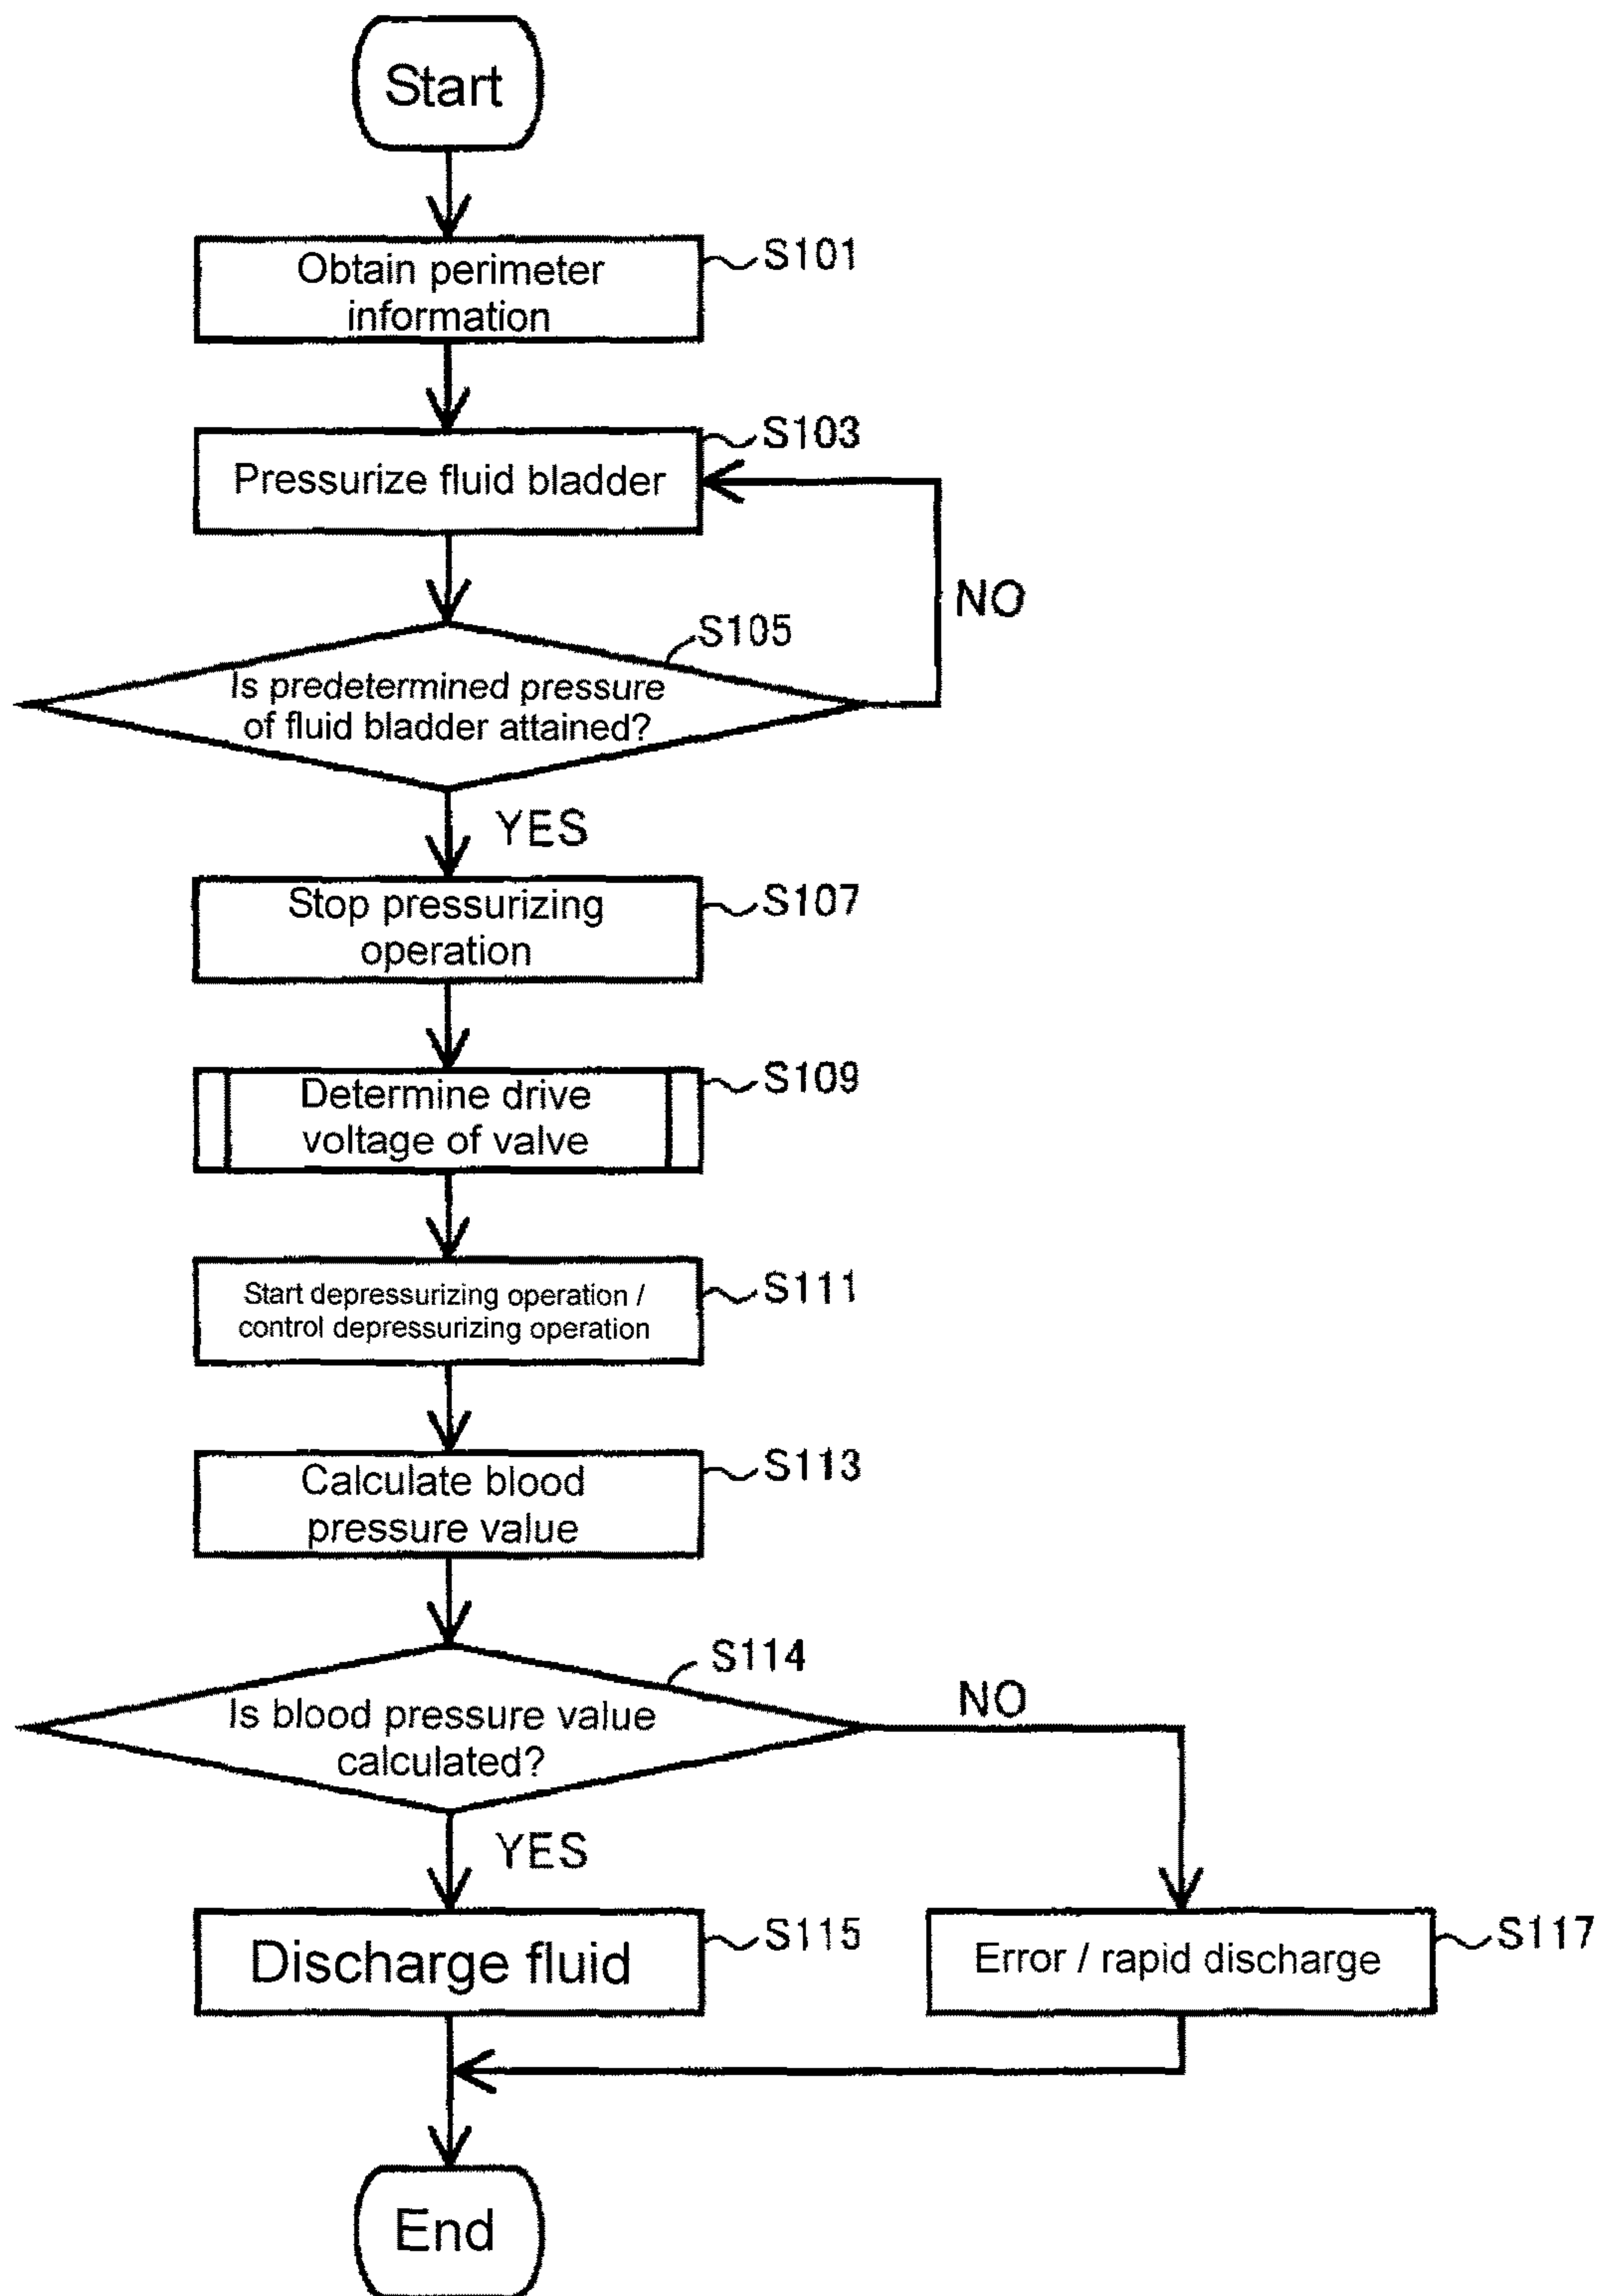 Start
S101
Obtain perimeter
information
S103
Pressurize fluid bladder
NO
S105
Is predetermined pressure
of fluid bladder attained?
YES
S107
Stop pressurizing
operation
S109
Determine drive
voltage of valve
S111
Start depressurizing operation /
control depressurizing operation
S113
Calculate blood
pressure value
S114
NO
Is blood pressure value
calculated?
YES
S115
Discharge fluid
S117
Error / rapid discharge
End